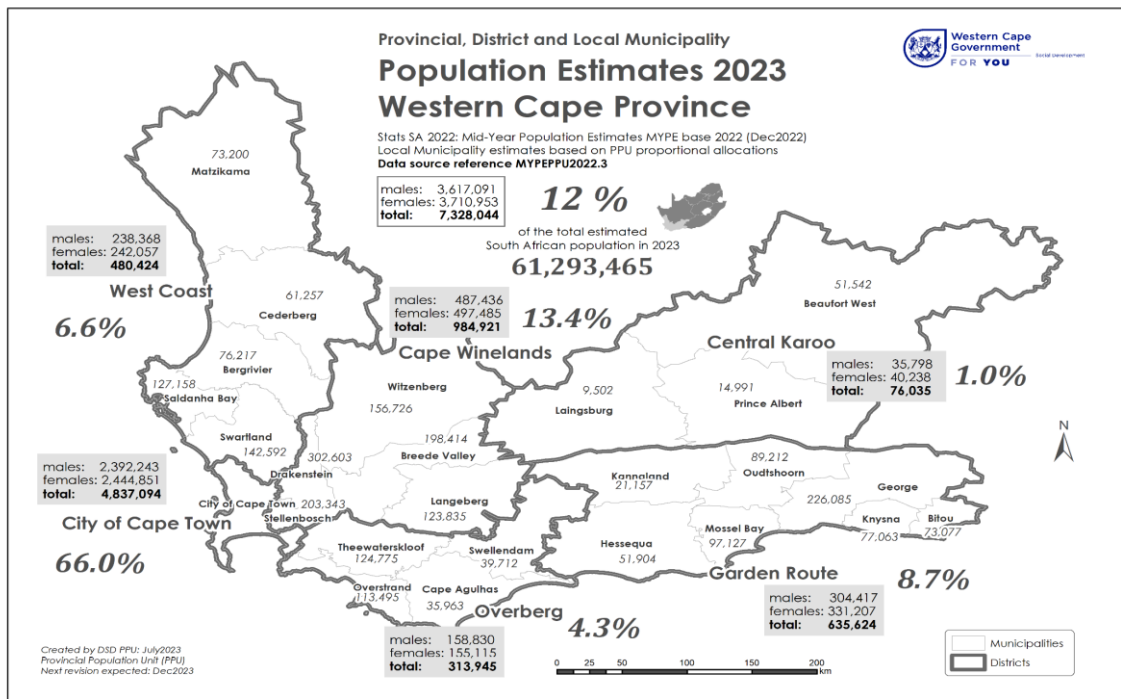 Provincial, District and Local Municipality
Population Estimates 2023
Western Cape Province
Stats SA 2022: Mid-Year Population Estimates MYPE base 2022 (Dec2022)
Local Municipality estimates based on PPU proportional allocations
Data source reference MYPEPPU2022.3
Western Cape
Government
FOR YOU
Social Development
males: 3,617,091
females: 3,710,953
total: 7,328,044
12 %
of the total estimated
South African population in 2023
61,293,465
73,200
Matzikama
males: 238,368
females: 242,057
total: 480,424
West Coast
6.6%
61,257
Cederberg
76,217
Bergrivier
127,158
Saldanha Bay
Swartland
142,592
males: 487,436
females: 497,485
total: 984,921
13.4%
Cape Winelands
Witzenberg
156,726
198,414
Breede Valley
302,603
Drakenstein
203,343
Stellenbosch
Langeberg
123,835
51,542
Beaufort West
Central Karoo
males: 35,798
females: 40,238
total: 76,035
1.0%
9,502
Laingsburg
14,991
Prince Albert
N
males: 2,392,243
females: 2,444,851
total: 4,837,094
City of Cape Town
City of Cape Town
66.0%
Kannaland
21,157
89,212
Oudtshoorn
George
226,085
Mossel Bay
97,127
Knysna
77,063
Bitou
73,077
Hessequa
51,904
Garden Route
8.7%
males: 304,417
females: 331,207
total: 635,624
Theewaterskloof
124,775
Swellendam
39,712
Overstrand
113,495
Cape Agulhas
35,963
Overberg
4.3%
males: 158,830
females: 155,115
total: 313,945
Created by DSD PPU: July2023
Provincial Population Unit (PPU)
Next revision expected: Dec2023
0 25 50 100 150 200
km
Municipalities
Districts